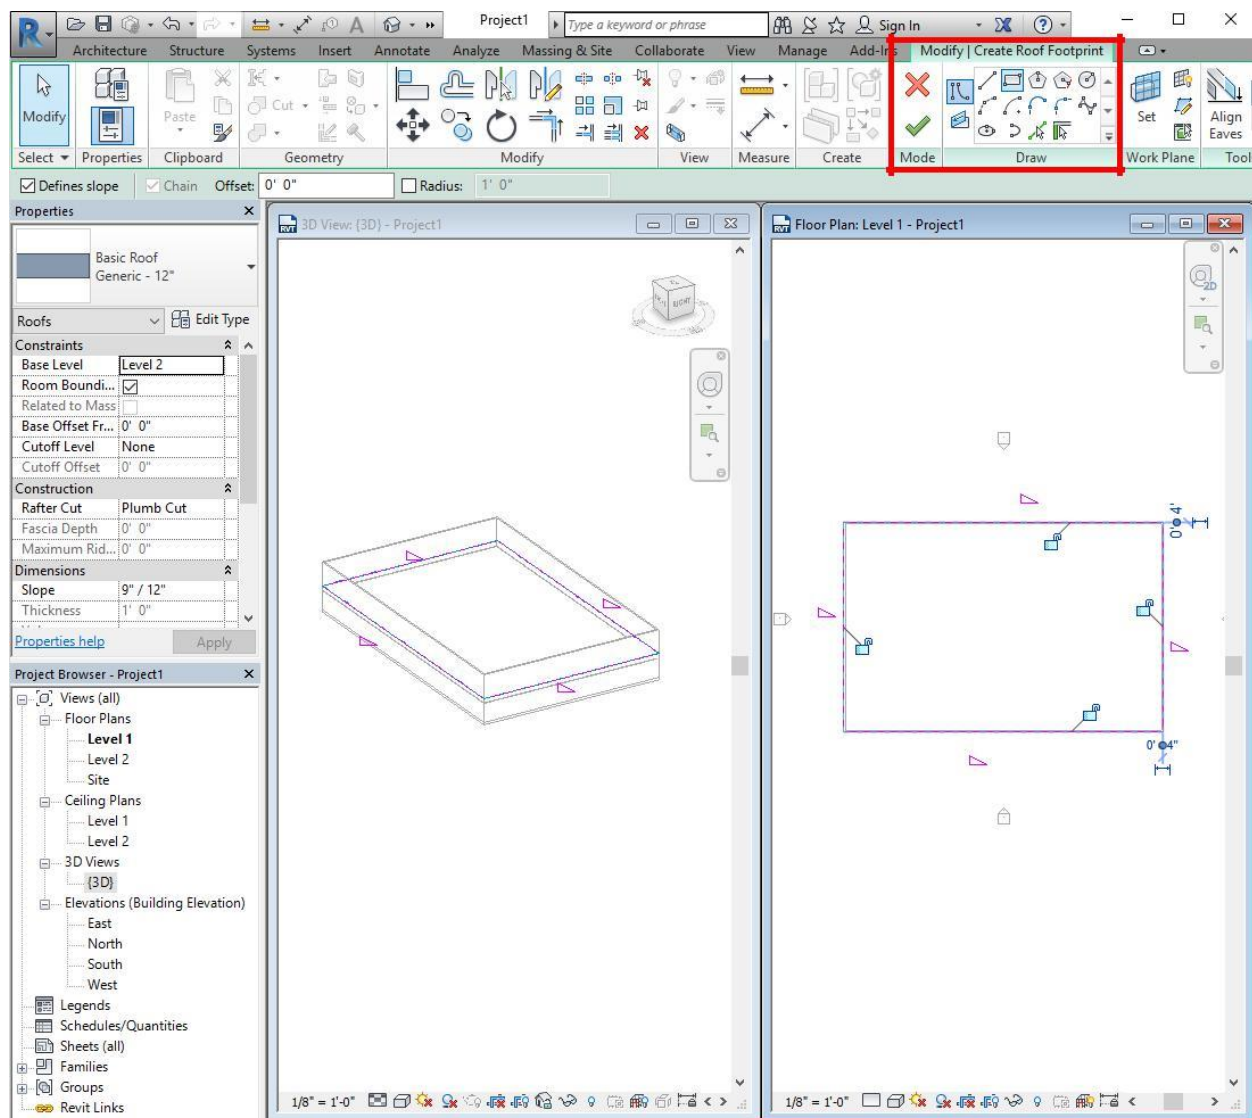 Project1
Type a keyword or phrase
Sign In
Architecture Structure Systems Insert Annotate Analyze Massing & Site Collaborate View Manage Add-Ins Modify | Create Roof Footprint
Modify
Paste
Cut
Set
Align
Eaves
Select Properties Clipboard Geometry Modify View Measure Create Mode Draw Work Plane Tool
Defines slope Chain Offset: 0' 0" Radius: 1' 0"
Properties
Basic Roof
Generic - 12"
Roofs Edit Type
Constraints
Base Level Level 2
Room Boundi...
Related to Mass
Base Offset Fr... 0' 0"
Cutoff Level None
Cutoff Offset 0' 0"
Construction
Rafter Cut Plumb Cut
Fascia Depth 0' 0"
Maximum Rid... 0' 0"
Dimensions
Slope 9" / 12"
Thickness 1' 0"
Properties help Apply
Project Browser - Project1
Views (all)
Floor Plans
Level 1
Level 2
Site
Ceiling Plans
Level 1
Level 2
3D Views
{3D}
Elevations (Building Elevation)
East
North
South
West
Legends
Schedules/Quantities
Sheets (all)
Families
Groups
Revit Links
3D View: {3D} - Project1
RIGHT
1/8" = 1'-0"
Floor Plan: Level 1 - Project1
2D
0' 4"
0' 4"
1/8" = 1'-0"